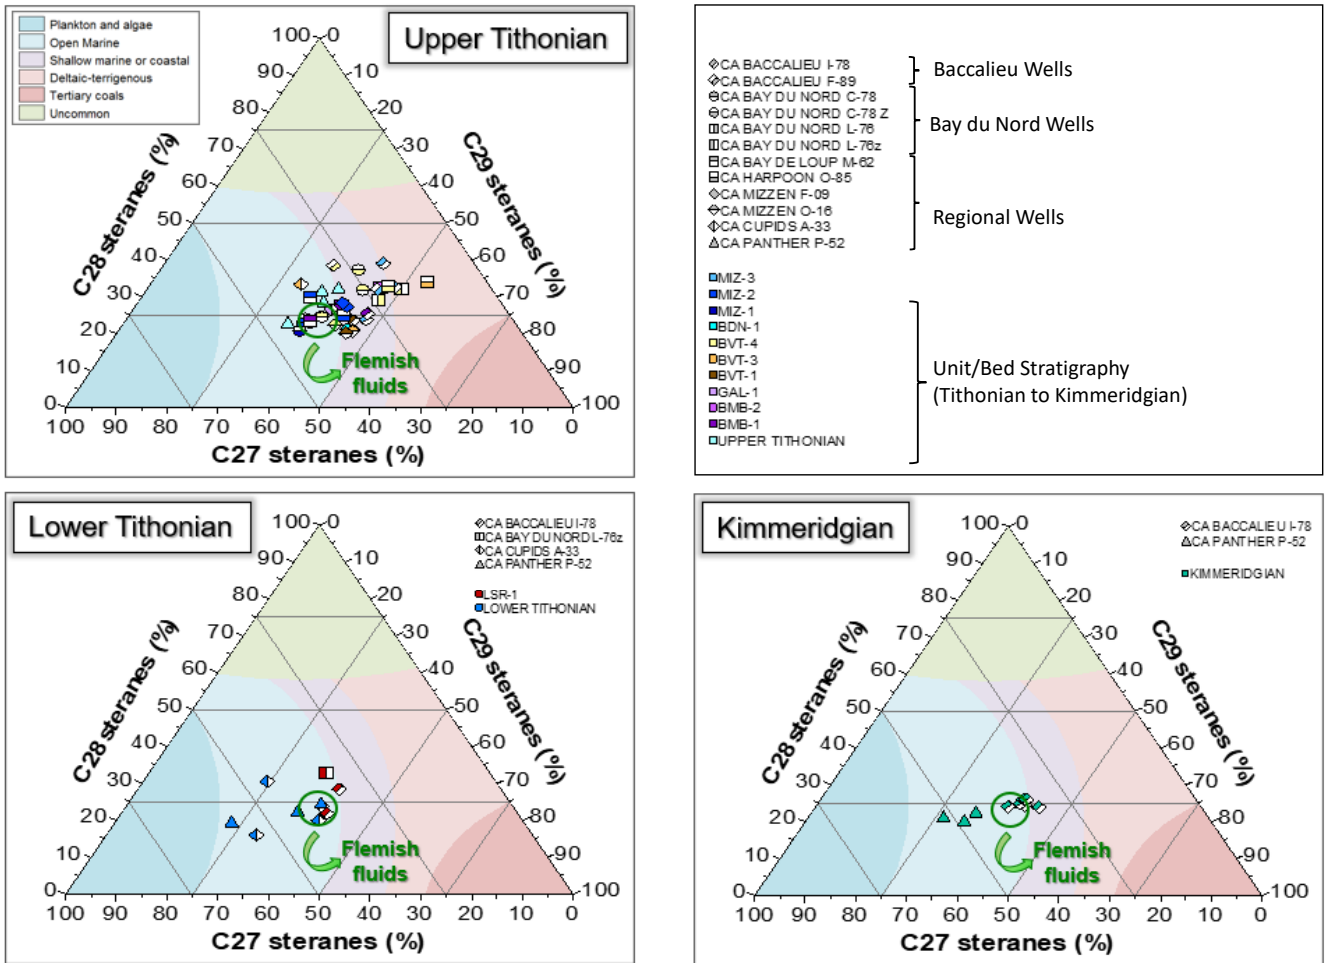 Upper Tithonian
Plankton and algae
Open Marine
Shallow marine or coastal
Deltaic-terrigenous
Tertiary coals
Uncommon
C28 steranes (%)
C29 steranes (%)
100 0
90 10
80 20
70 30
60 40
50 50
40 60
30 70
20 80
10 90
0 100
100 90 80 70 60 50 40 30 20 10 0
C27 steranes (%)
Flemish
fluids
CA BACCALIEU I-78
CA BACCALIEU F-89
CA BAY DU NORD C-78
CA BAY DU NORD C-78 Z
CA BAY DU NORD L-76
CA BAY DU NORD L-76z
CA BAY DE LOUP M-62
CA HARPOON O-85
CA MIZZEN F-09
CA MIZZEN O-16
CA CUPIDS A-33
CA PANTHER P-52
Baccalieu Wells
Bay du Nord Wells
Regional Wells
MIZ-3
MIZ-2
MIZ-1
BDN-1
BVT-4
BVT-3
BVT-1
GAL-1
BMB-2
BMB-1
UPPER TITHONIAN
Unit/Bed Stratigraphy
(Tithonian to Kimmeridgian)
Lower Tithonian
CA BACCALIEU I-78
CA BAY DU NORD L-76z
CA CUPIDS A-33
CA PANTHER P-52
LSR-1
LOWER TITHONIAN
C28 steranes (%)
C29 steranes (%)
100 0
90 10
80 20
70 30
60 40
50 50
40 60
30 70
20 80
10 90
0 100
100 90 80 70 60 50 40 30 20 10 0
C27 steranes (%)
Flemish
fluids
Kimmeridgian
CA BACCALIEU I-78
CA PANTHER P-52
KIMMERIDGIAN
C28 steranes (%)
C29 steranes (%)
100 0
90 10
80 20
70 30
60 40
50 50
40 60
30 70
20 80
10 90
0 100
100 90 80 70 60 50 40 30 20 10 0
C27 steranes (%)
Flemish
fluids